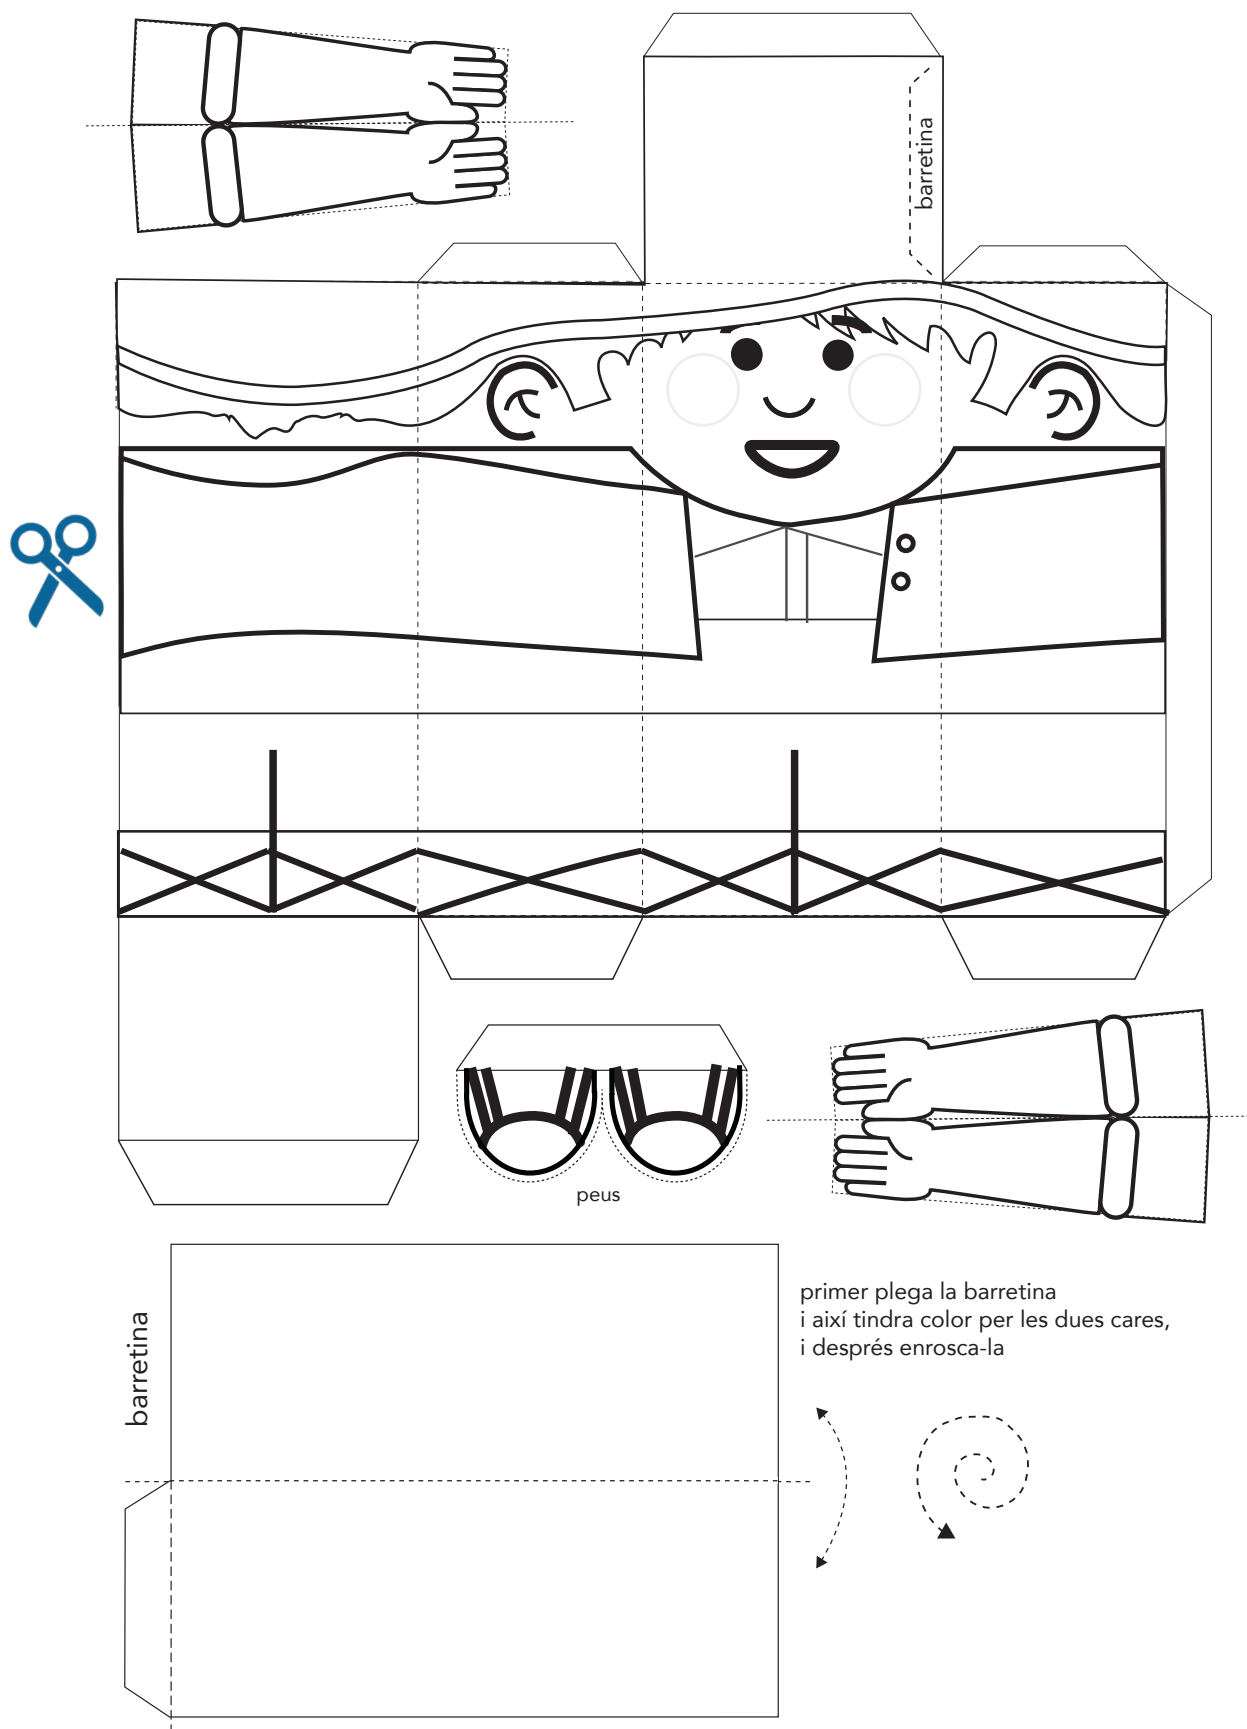 barretina
peus
barretina
primer plega la barretina
i així tindra color per les dues cares,
i després enrosca-la